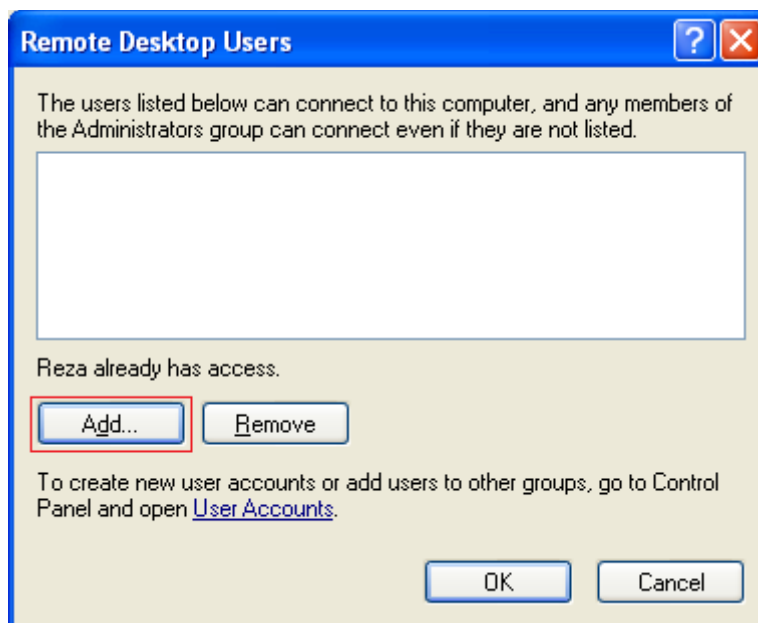 Remote Desktop Users
The users listed below can connect to this computer, and any members of
the Administrators group can connect even if they are not listed.
Reza already has access.
Add... Remove
To create new user accounts or add users to other groups, go to Control
Panel and open User Accounts.
OK Cancel